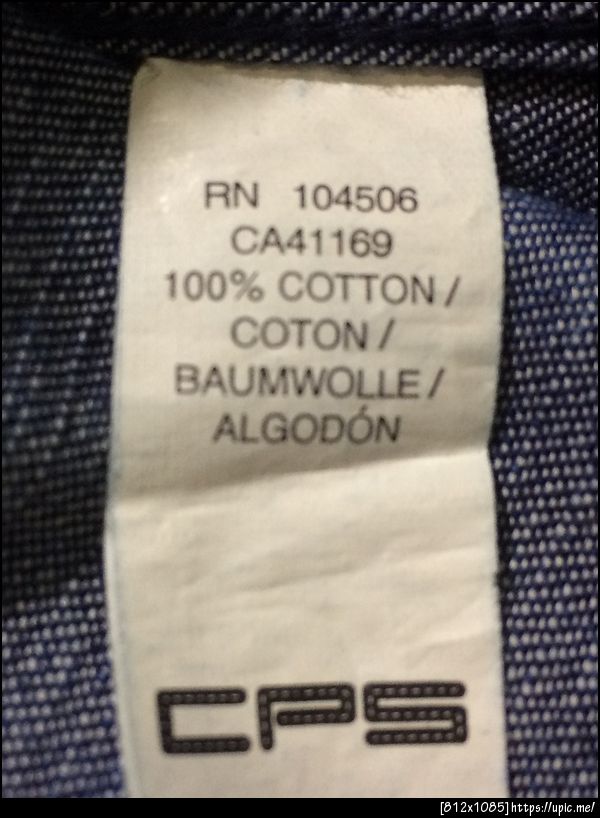 RN 104506
CA41169
100% COTTON /
COTON /
BAUMWOLLE /
ALGODÓN
CPS
[812x1085]https://upic.me/